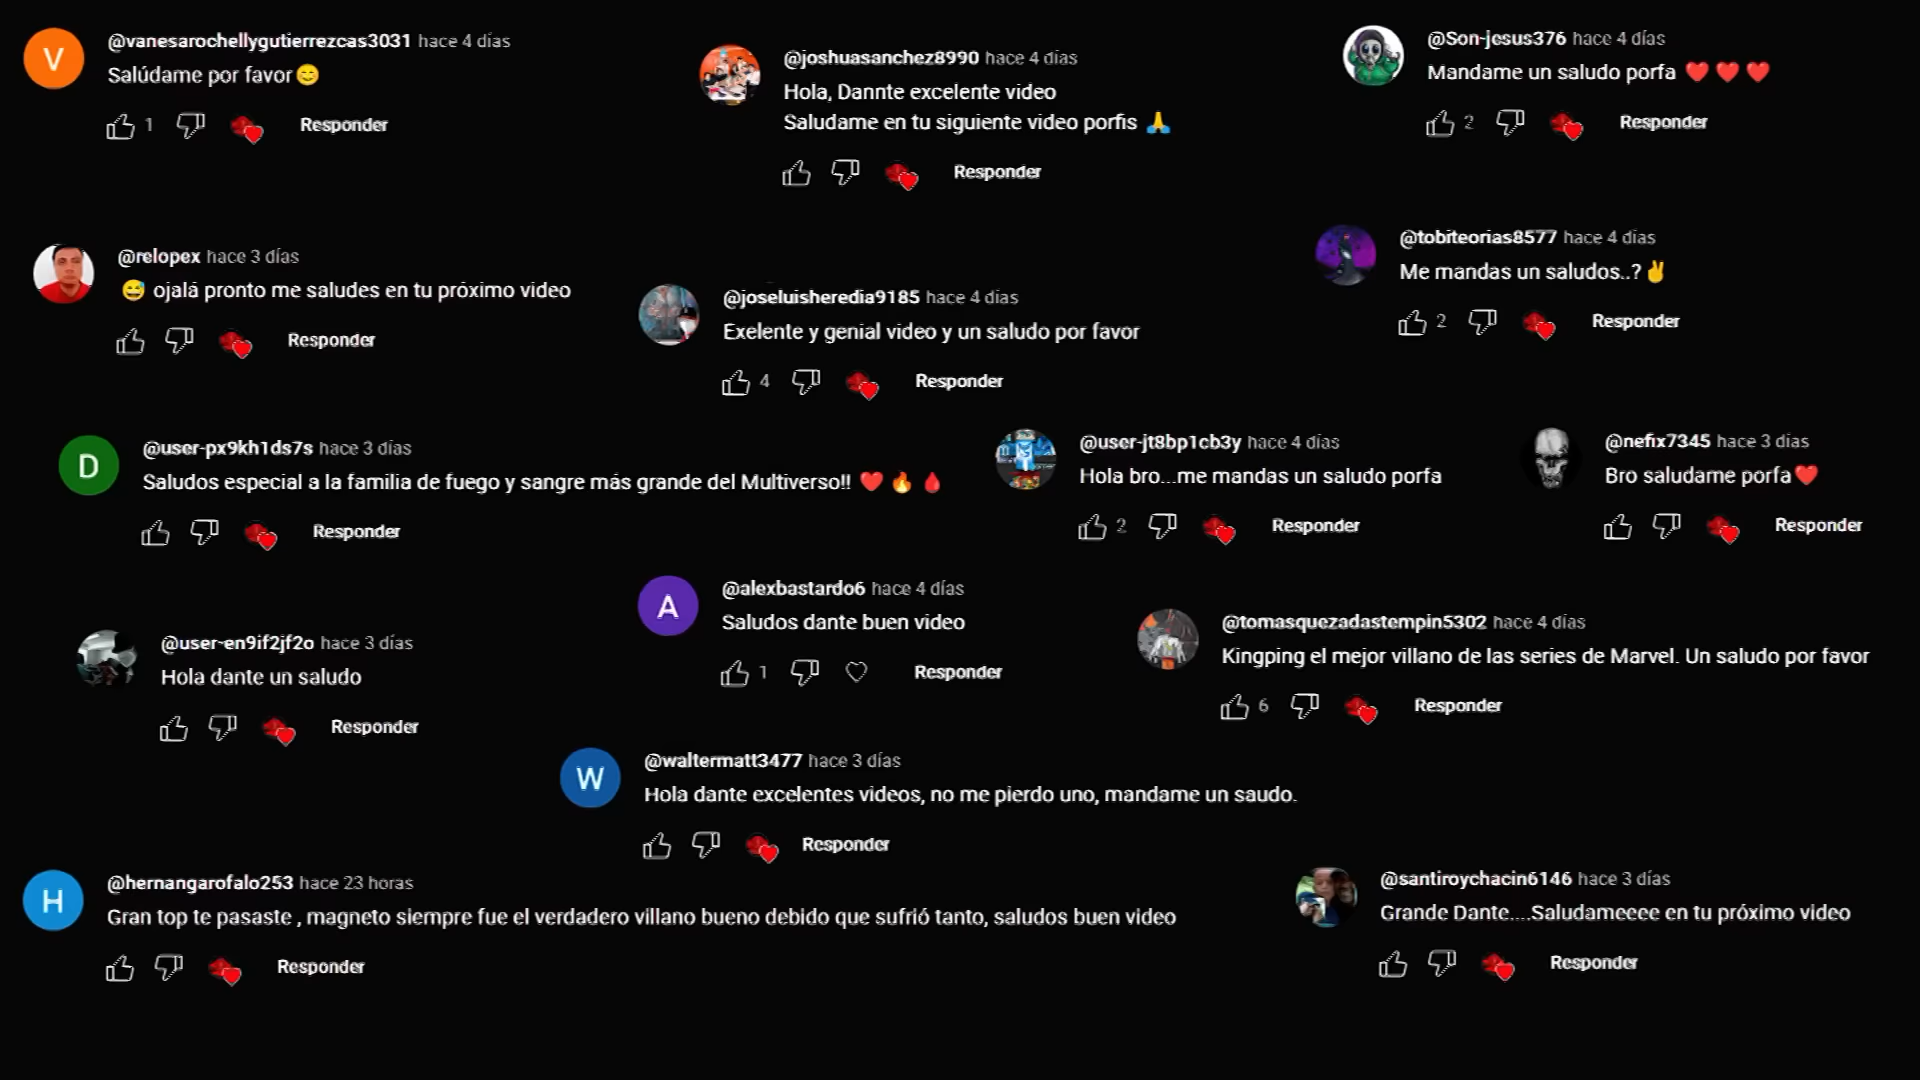 V
@vanesarochellygutierrezcas3031 hace 4 días
Salúdame por favor😊
1 Responder
@joshuasanchez8990 hace 4 días
Hola, Dannte excelente video
Saludame en tu siguiente video porfis 🙏
Responder
@Son-jesus376 hace 4 días
Mandame un saludo porfa ❤️ ❤️ ❤️
2 Responder
@relopex hace 3 días
😅 ojalá pronto me saludes en tu próximo video
Responder
@joseluisheredia9185 hace 4 días
Exelente y genial video y un saludo por favor
4 Responder
@tobiteorias8577 hace 4 días
Me mandas un saludos..?✌️
2 Responder
D
@user-px9kh1ds7s hace 3 días
Saludos especial a la familia de fuego y sangre más grande del Multiverso!! ❤️ 🔥 🩸
Responder
@user-jt8bp1cb3y hace 4 días
Hola bro...me mandas un saludo porfa
2 Responder
@nefix7345 hace 3 días
Bro saludame porfa❤️
Responder
@user-en9if2jf2o hace 3 días
Hola dante un saludo
Responder
A
@alexbastardo6 hace 4 días
Saludos dante buen video
1 Responder
@tomasquezadastempin5302 hace 4 días
Kingping el mejor villano de las series de Marvel. Un saludo por favor
6 Responder
W
@waltermatt3477 hace 3 días
Hola dante excelentes videos, no me pierdo uno, mandame un saudo.
Responder
H
@hernangarofalo253 hace 23 horas
Gran top te pasaste , magneto siempre fue el verdadero villano bueno debido que sufrió tanto, saludos buen video
Responder
@santiroychacin6146 hace 3 días
Grande Dante....Saludameeee en tu próximo video
Responder